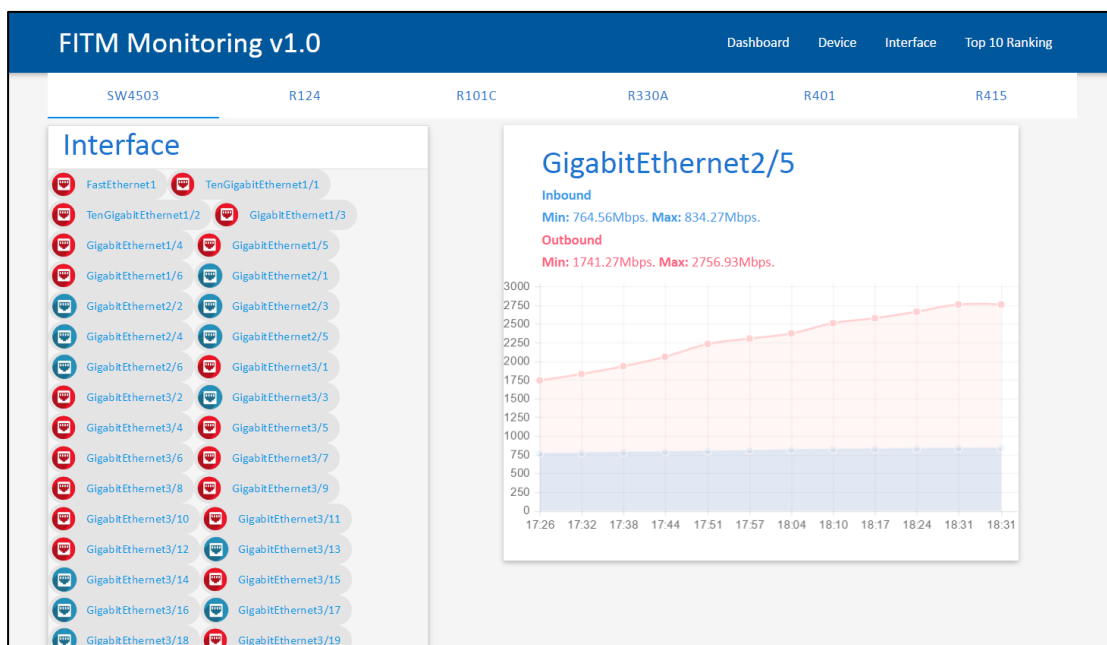 FITM Monitoring v1.0
Dashboard Device Interface Top 10 Ranking
SW4503 R124 R101C R330A R401 R415
Interface
FastEthernet1 TenGigabitEthernet1/1
TenGigabitEthernet1/2 GigabitEthernet1/3
GigabitEthernet1/4 GigabitEthernet1/5
GigabitEthernet1/6 GigabitEthernet2/1
GigabitEthernet2/2 GigabitEthernet2/3
GigabitEthernet2/4 GigabitEthernet2/5
GigabitEthernet2/6 GigabitEthernet3/1
GigabitEthernet3/2 GigabitEthernet3/3
GigabitEthernet3/4 GigabitEthernet3/5
GigabitEthernet3/6 GigabitEthernet3/7
GigabitEthernet3/8 GigabitEthernet3/9
GigabitEthernet3/10 GigabitEthernet3/11
GigabitEthernet3/12 GigabitEthernet3/13
GigabitEthernet3/14 GigabitEthernet3/15
GigabitEthernet3/16 GigabitEthernet3/17
GigabitEthernet3/18 GigabitEthernet3/19
GigabitEthernet2/5
Inbound
Min: 764.56Mbps. Max: 834.27Mbps.
Outbound
Min: 1741.27Mbps. Max: 2756.93Mbps.
3000
2750
2500
2250
2000
1750
1500
1250
1000
750
500
250
0
17:26 17:32 17:38 17:44 17:51 17:57 18:04 18:10 18:17 18:24 18:31 18:31